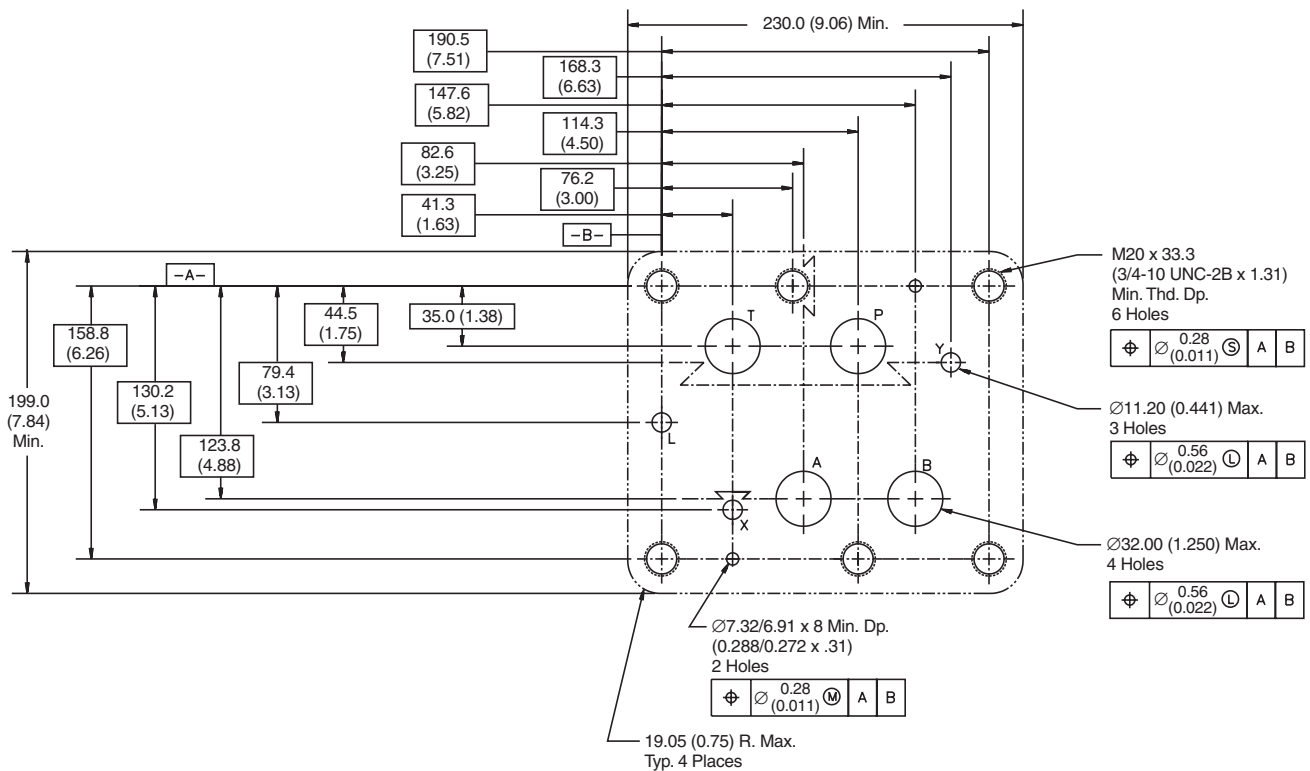 230.0 (9.06) Min.
190.5
(7.51)
168.3
(6.63)
147.6
(5.82)
114.3
(4.50)
82.6
(3.25)
76.2
(3.00)
41.3
(1.63)
-B-
-A-
M20 x 33.3
(3/4-10 UNC-2B x 1.31)
Min. Thd. Dp.
6 Holes
⌖ ∅ 0.28 (0.011) Ⓢ A B
44.5
(1.75)
35.0 (1.38)
T
P
Y
158.8
(6.26)
79.4
(3.13)
130.2
(5.13)
199.0
(7.84)
Min.
123.8
(4.88)
L
A
B
X
∅11.20 (0.441) Max.
3 Holes
⌖ ∅ 0.56 (0.022) Ⓛ A B
∅32.00 (1.250) Max.
4 Holes
⌖ ∅ 0.56 (0.022) Ⓛ A B
∅7.32/6.91 x 8 Min. Dp.
(0.288/0.272 x .31)
2 Holes
⌖ ∅ 0.28 (0.011) Ⓜ A B
19.05 (0.75) R. Max.
Typ. 4 Places